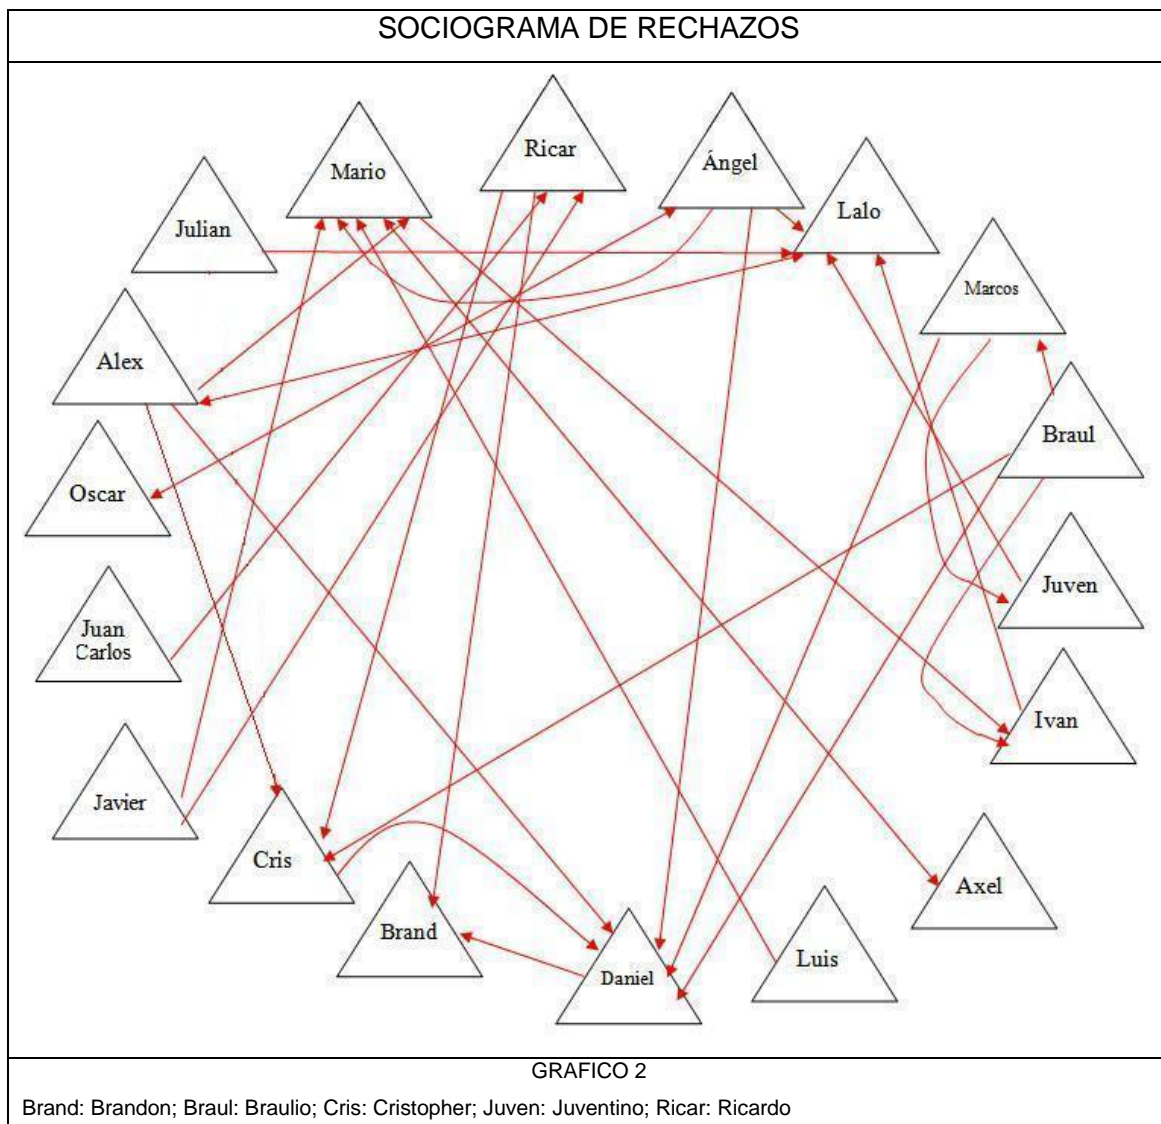 SOCIOGRAMA DE RECHAZOS
Ricar
Ángel
Mario
Lalo
Julian
Marcos
Alex
Braul
Oscar
Juven
Juan
Carlos
Ivan
Javier
Cris
Axel
Brand
Luis
Daniel
GRAFICO 2
Brand: Brandon; Braul: Braulio; Cris: Cristopher; Juven: Juventino; Ricar: Ricardo